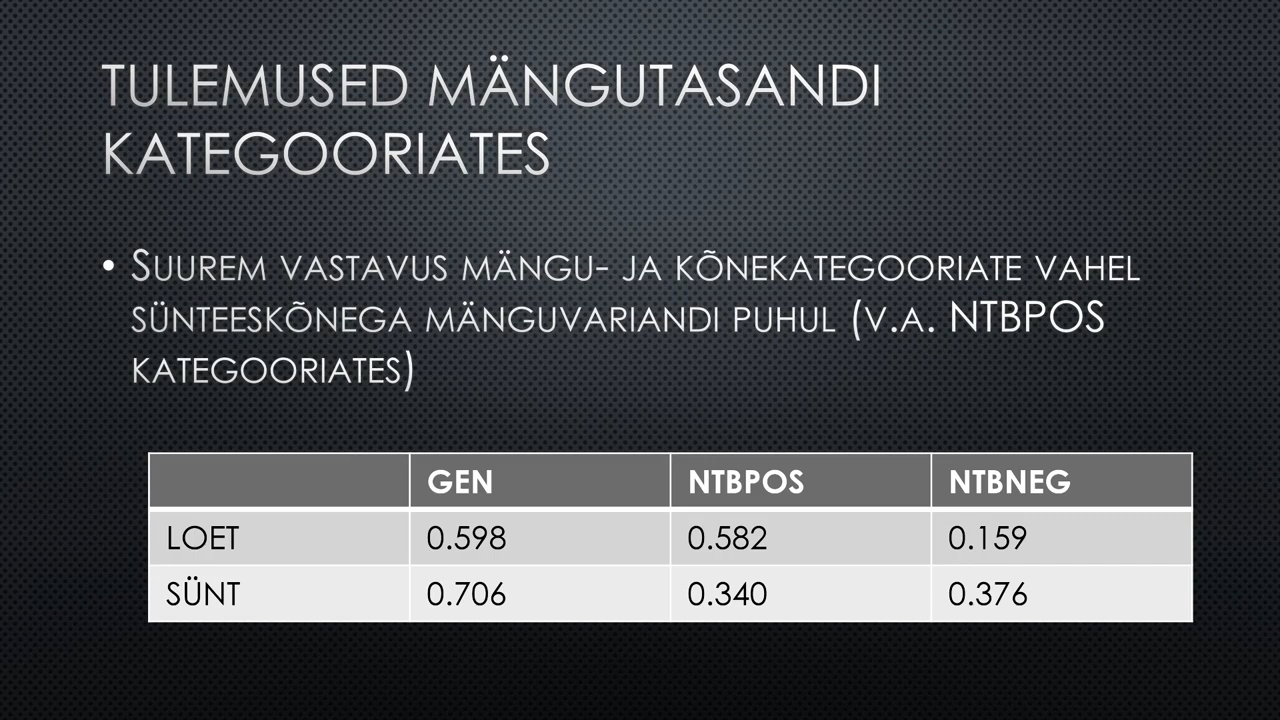 TULEMUSED MÄNGUTASANDI
KATEGOORIATES
• SUUREM VASTAVUS MÄNGU- JA KÕNEKATEGOORIATE VAHEL
SÜNTEESKÕNEGA MÄNGUVARIANDI PUHUL (V.A. NTBPOS
KATEGOORIATES)
GEN NTBPOS NTBNEG
LOET 0.598 0.582 0.159
SÜNT 0.706 0.340 0.376